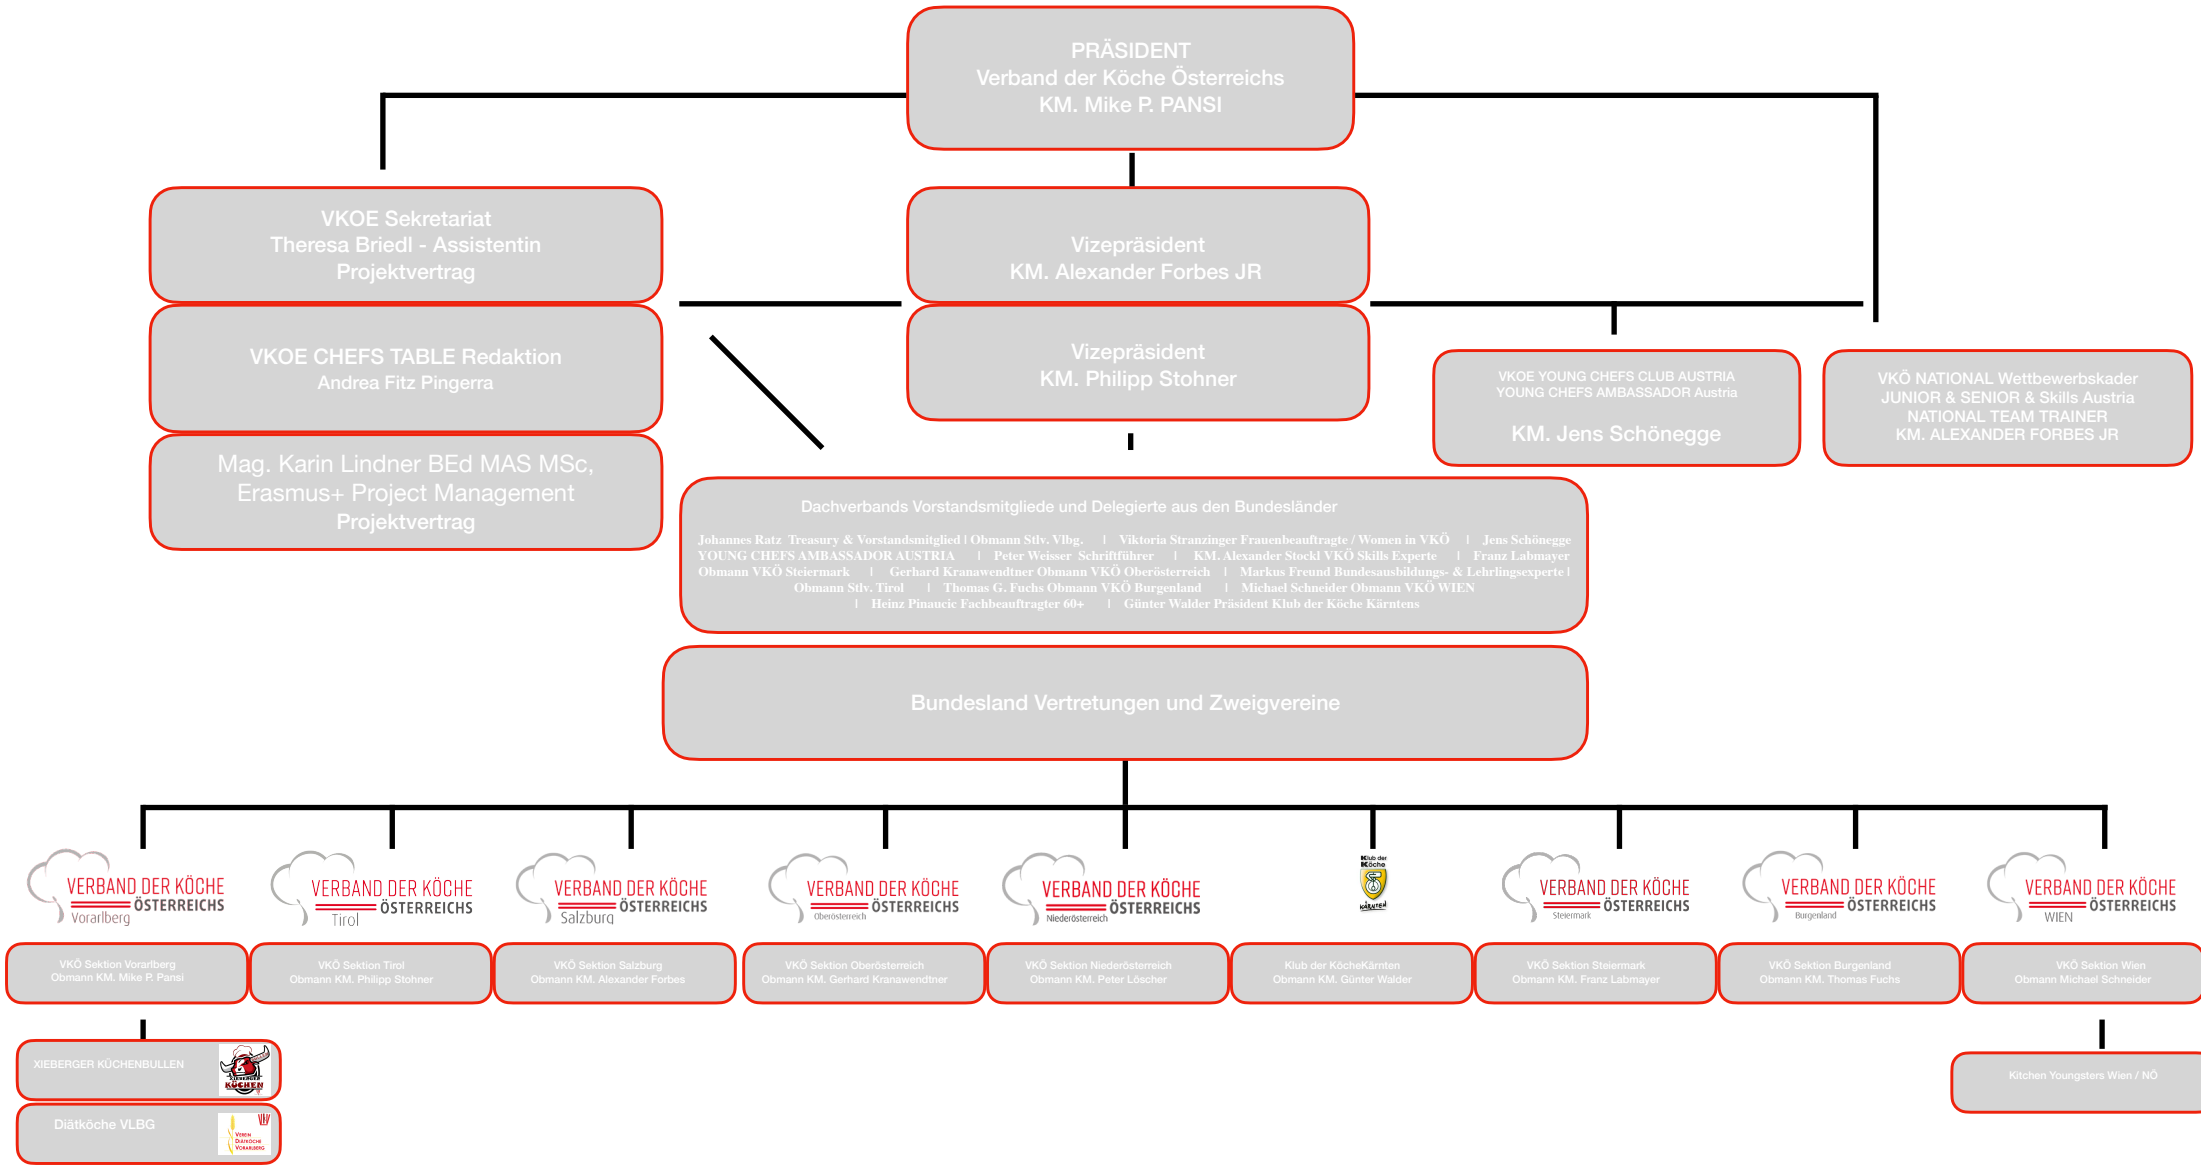 PRÄSIDENT
Verband der Köche Österreichs
KM. Mike P. PANSI
VKOE Sekretariat
Theresa Briedl - Assistentin
Projektvertrag
Vizepräsident
KM. Alexander Forbes JR
VKOE CHEFS TABLE Redaktion
Andrea Fitz Pingerra
Vizepräsident
KM. Philipp Stohner
VKOE YOUNG CHEFS CLUB AUSTRIA
YOUNG CHEFS AMBASSADOR Austria
KM. Jens Schönegge
VKÖ NATIONAL Wettbewerbskader
JUNIOR & SENIOR & Skills Austria
NATIONAL TEAM TRAINER
KM. ALEXANDER FORBES JR
Mag. Karin Lindner BEd MAS MSc,
Erasmus+ Project Management
Projektvertrag
Dachverbands Vorstandsmitgliede und Delegierte aus den Bundesländer
Johannes Ratz Treasury & Vorstandsmitglied | Obmann Stlv. Vlbg. | Viktoria Stranzinger Frauenbeauftragte / Women in VKÖ | Jens Schönegge
YOUNG CHEFS AMBASSADOR AUSTRIA | Peter Weisser Schriftführer | KM. Alexander Stockl VKÖ Skills Experte | Franz Labmayer
Obmann VKÖ Steiermark | Gerhard Kranawendtner Obmann VKÖ Oberösterreich | Markus Freund Bundesausbildungs- & Lehrlingsexperte |
Obmann Stlv. Tirol | Thomas G. Fuchs Obmann VKÖ Burgenland | Michael Schneider Obmann VKÖ WIEN
| Heinz Pinaucic Fachbeauftragter 60+ | Günter Walder Präsident Klub der Köche Kärntens
Bundesland Vertretungen und Zweigvereine
VERBAND DER KÖCHE
ÖSTERREICHS
Vorarlberg
VERBAND DER KÖCHE
ÖSTERREICHS
Tirol
VERBAND DER KÖCHE
ÖSTERREICHS
Salzburg
VERBAND DER KÖCHE
ÖSTERREICHS
Oberösterreich
VERBAND DER KÖCHE
ÖSTERREICHS
Niederösterreich
Klub der
Köche
KÄRNTEN
VERBAND DER KÖCHE
ÖSTERREICHS
Steiermark
VERBAND DER KÖCHE
ÖSTERREICHS
Burgenland
VERBAND DER KÖCHE
ÖSTERREICHS
WIEN
VKÖ Sektion Vorarlberg
Obmann KM. Mike P. Pansi
VKÖ Sektion Tirol
Obmann KM. Philipp Stohner
VKÖ Sektion Salzburg
Obmann KM. Alexander Forbes
VKÖ Sektion Oberösterreich
Obmann KM. Gerhard Kranawendtner
VKÖ Sektion Niederösterreich
Obmann KM. Peter Löscher
Klub der KöcheKärnten
Obmann KM. Günter Walder
VKÖ Sektion Steiermark
Obmann KM. Franz Labmayer
VKÖ Sektion Burgenland
Obmann KM. Thomas Fuchs
VKÖ Sektion Wien
Obmann Michael Schneider
XIEBERGER KÜCHENBULLEN
XIEBERGER
KÜCHEN
Diätköche VLBG
VEREIN
DIÄTKÖCHE
VORARLBERG
Kitchen Youngsters Wien / NÖ